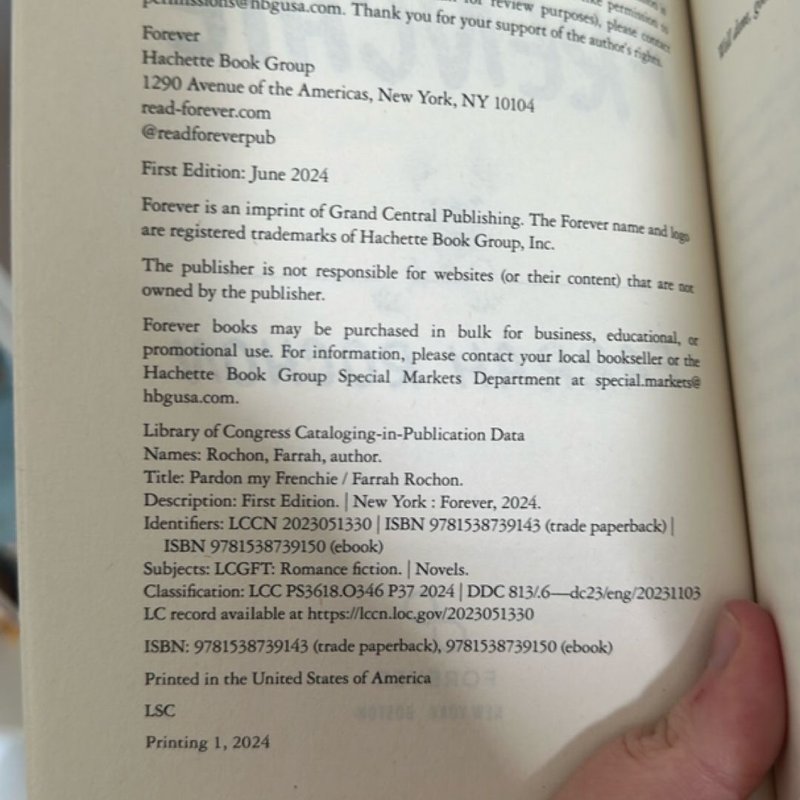 permissions@hbgusa.com. Thank you for your support of the author's rights.
review purposes), please contact
Forever
Hachette Book Group
1290 Avenue of the Americas, New York, NY 10104
read-forever.com
@readforeverpub
First Edition: June 2024
Forever is an imprint of Grand Central Publishing. The Forever name and logo
are registered trademarks of Hachette Book Group, Inc.
The publisher is not responsible for websites (or their content) that are not
owned by the publisher.
Forever books may be purchased in bulk for business, educational, or
promotional use. For information, please contact your local bookseller or the
Hachette Book Group Special Markets Department at special.markets@
hbgusa.com.
Library of Congress Cataloging-in-Publication Data
Names: Rochon, Farrah, author.
Title: Pardon my Frenchie / Farrah Rochon.
Description: First Edition. | New York : Forever, 2024.
Identifiers: LCCN 2023051330 | ISBN 9781538739143 (trade paperback) |
ISBN 9781538739150 (ebook)
Subjects: LCGFT: Romance fiction. | Novels.
Classification: LCC PS3618.O346 P37 2024 | DDC 813/.6—dc23/eng/20231103
LC record available at https://lccn.loc.gov/2023051330
ISBN: 9781538739143 (trade paperback), 9781538739150 (ebook)
Printed in the United States of America
LSC
Printing 1, 2024